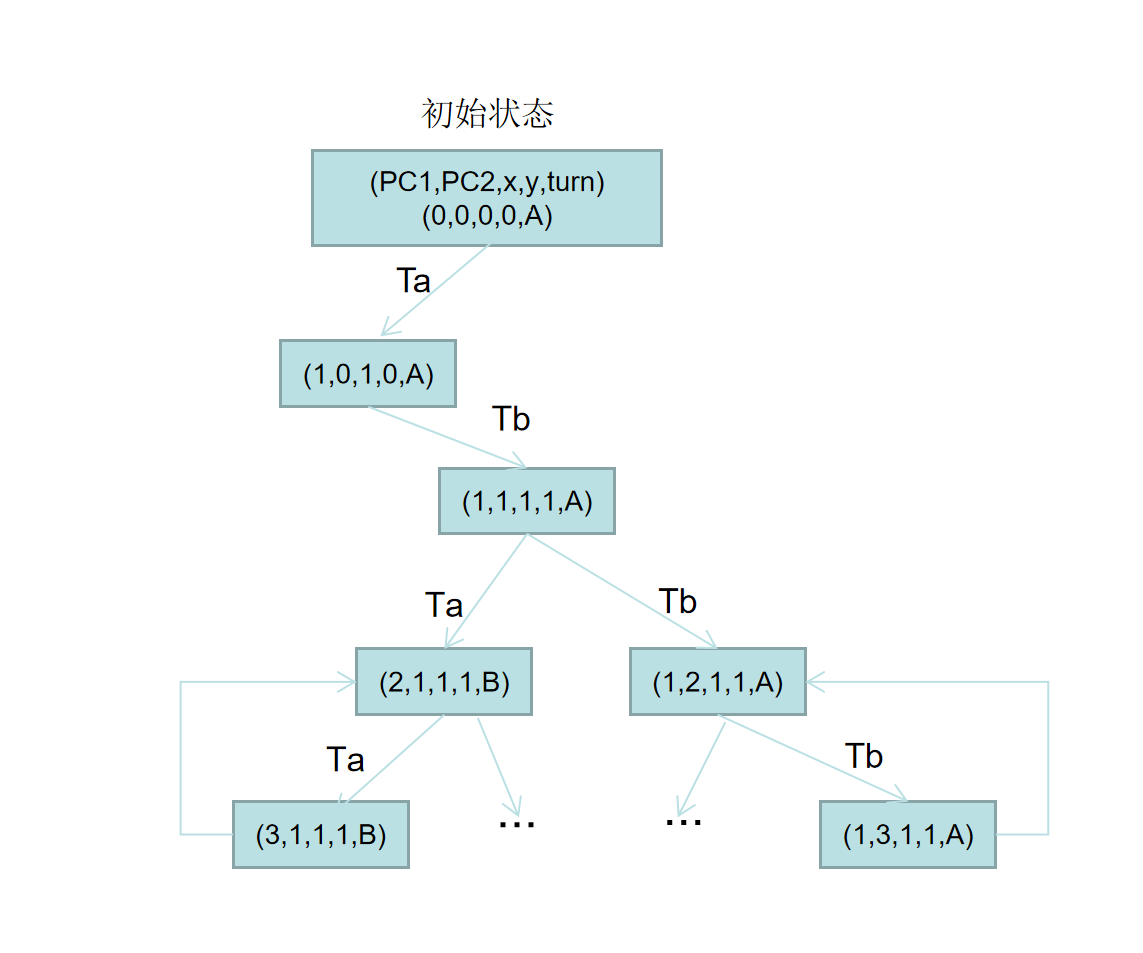 初始状态
(PC1,PC2,x,y,turn)
(0,0,0,0,A)
Ta
(1,0,1,0,A)
Tb
(1,1,1,1,A)
Ta
Tb
(2,1,1,1,B)
(1,2,1,1,A)
Ta
Tb
...
...
(3,1,1,1,B)
(1,3,1,1,A)